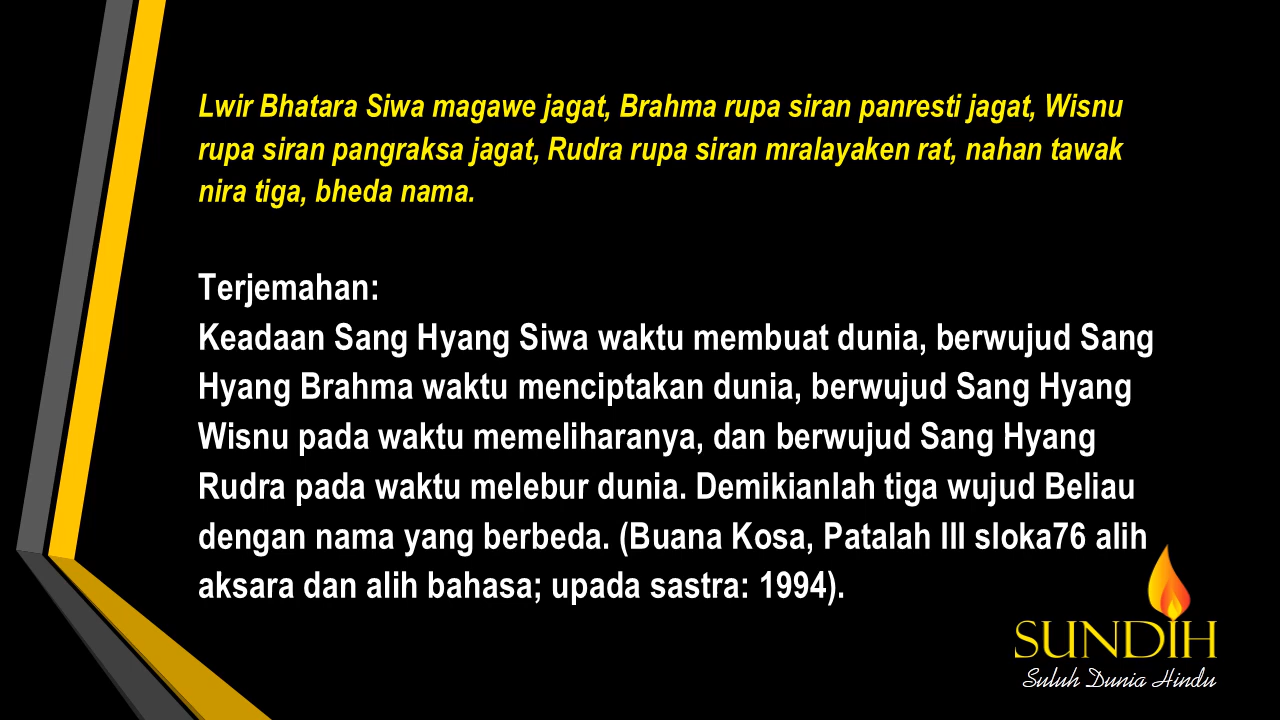 Lwir Bhatara Siwa magawe jagat, Brahma rupa siran panresti jagat, Wisnu
rupa siran pangraksa jagat, Rudra rupa siran mralayaken rat, nahan tawak
nira tiga, bheda nama.
Terjemahan:
Keadaan Sang Hyang Siwa waktu membuat dunia, berwujud Sang
Hyang Brahma waktu menciptakan dunia, berwujud Sang Hyang
Wisnu pada waktu memeliharanya, dan berwujud Sang Hyang
Rudra pada waktu melebur dunia. Demikianlah tiga wujud Beliau
dengan nama yang berbeda. (Buana Kosa, Patalah III sloka76 alih
aksara dan alih bahasa; upada sastra: 1994).
SUNDIH
Suluh Dunia Hindu